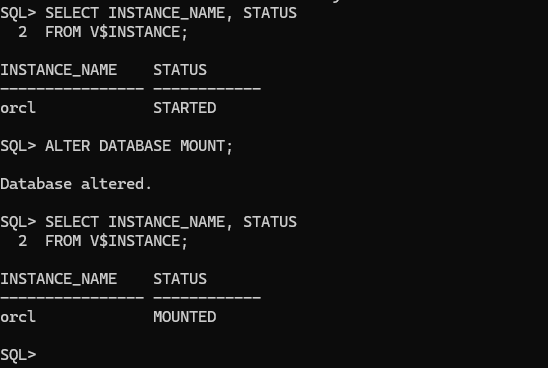 SQL> SELECT INSTANCE_NAME, STATUS
  2  FROM V$INSTANCE;
INSTANCE_NAME    STATUS
---------------- ------------
orcl             STARTED
SQL> ALTER DATABASE MOUNT;
Database altered.
SQL> SELECT INSTANCE_NAME, STATUS
  2  FROM V$INSTANCE;
INSTANCE_NAME    STATUS
---------------- ------------
orcl             MOUNTED
SQL>